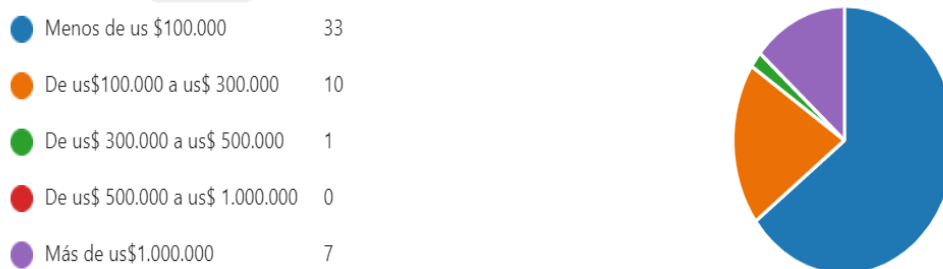 Menos de us $100.000 33
De us$100.000 a us$ 300.000 10
De us$ 300.000 a us$ 500.000 1
De us$ 500.000 a us$ 1.000.000 0
Más de us$1.000.000 7